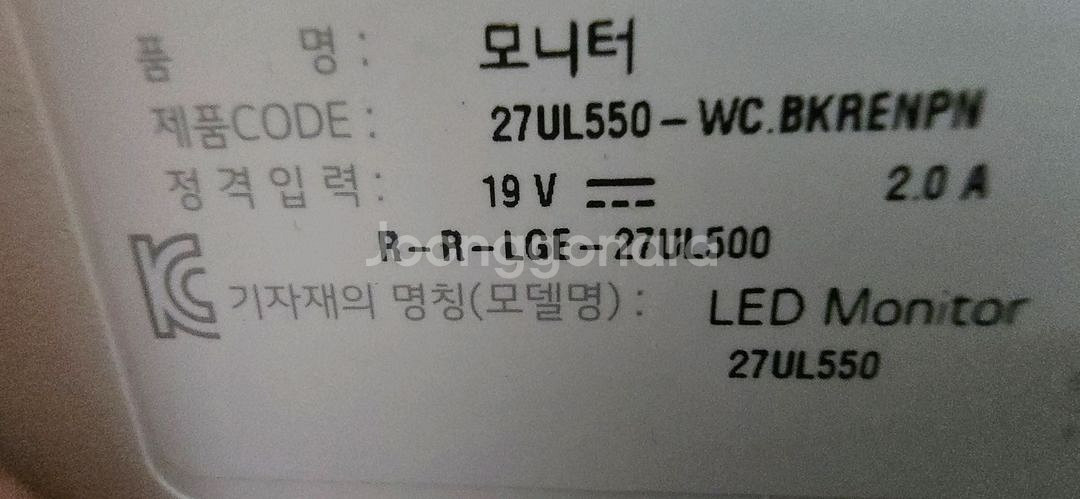 품 명 : 모니터
제품CODE : 27UL550-WC.BKRENPN
정격입력 : 19 V ⎓ 2.0 A
R-R-LGE-27UL500
Joonggonara
기자재의 명칭(모델명) : LED Monitor
27UL550